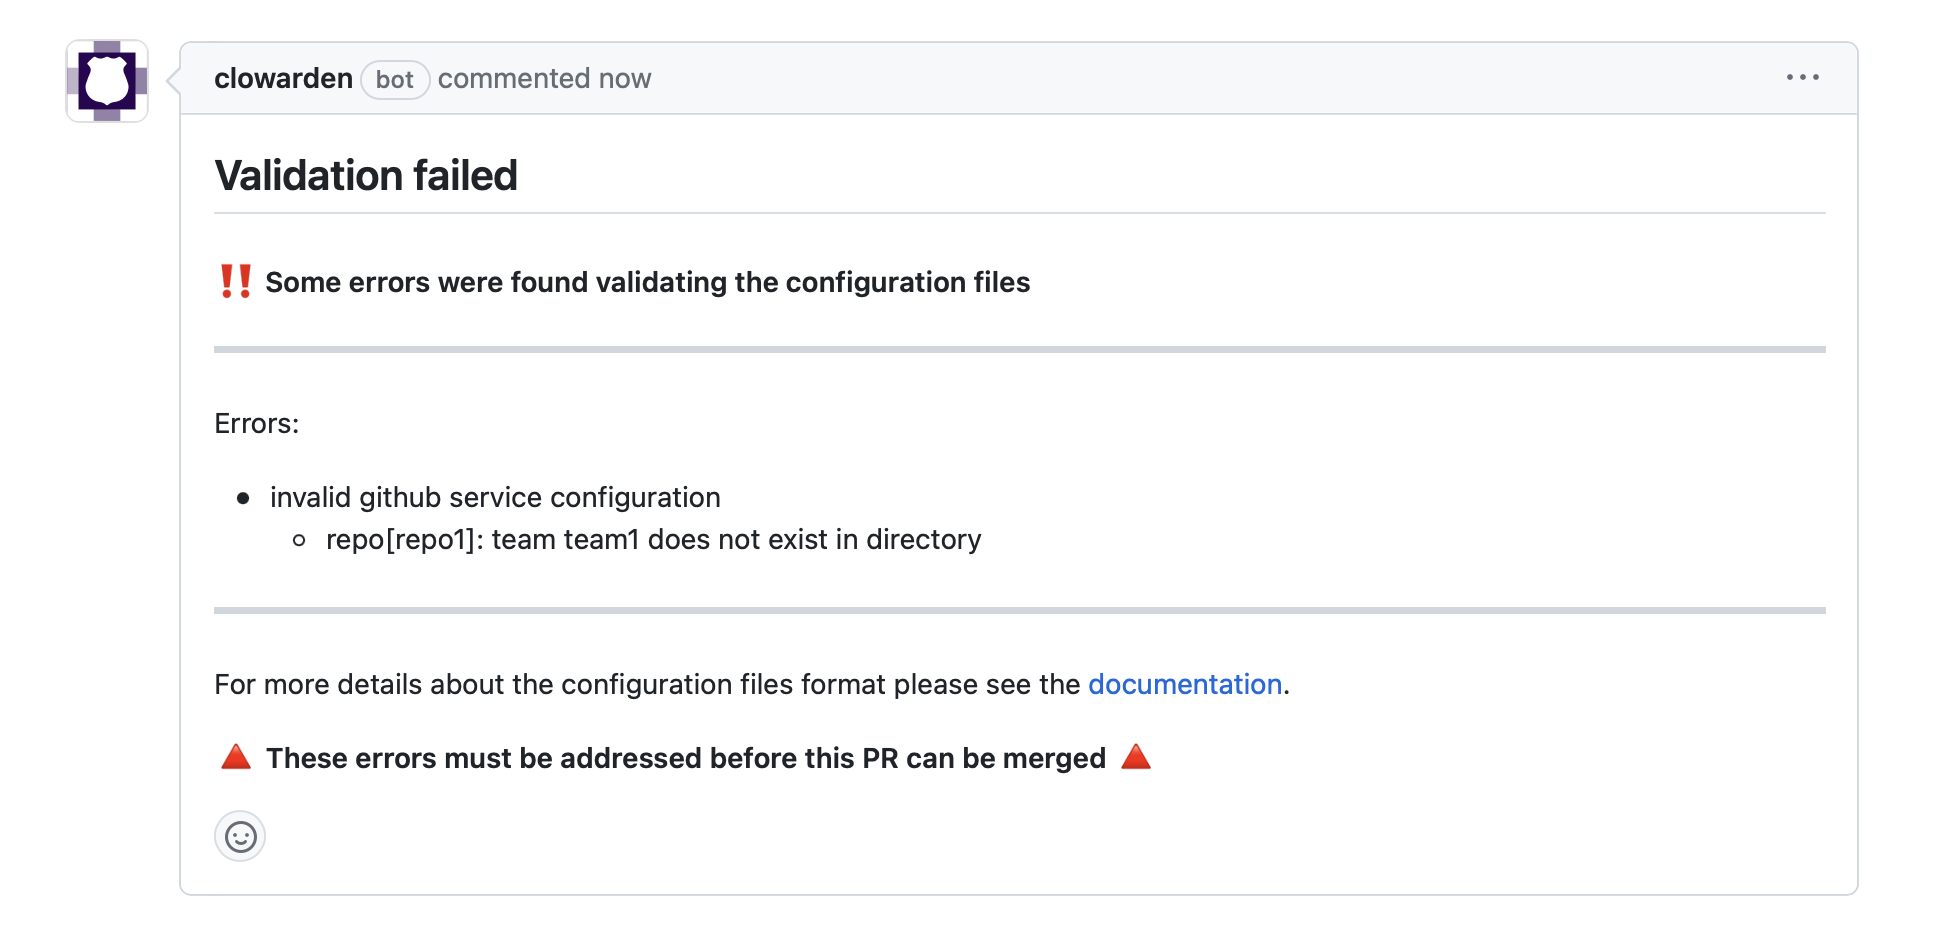 clowarden bot commented now
Validation failed
‼️ Some errors were found validating the configuration files
Errors:
invalid github service configuration
repo[repo1]: team team1 does not exist in directory
For more details about the configuration files format please see the documentation.
🔺 These errors must be addressed before this PR can be merged 🔺